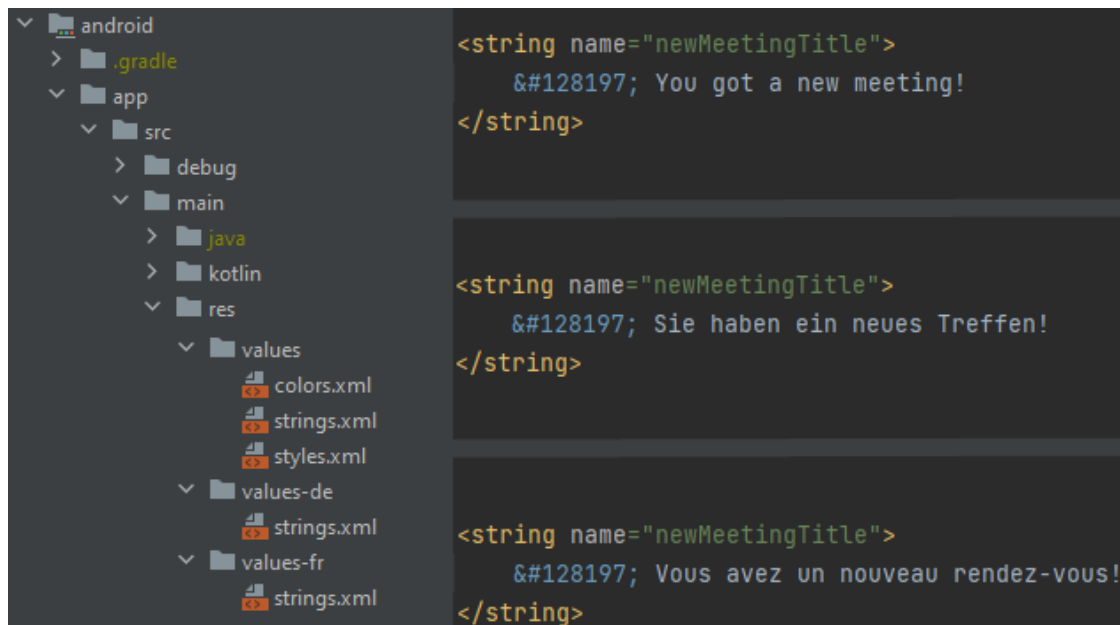 android
.gradle
app
src
debug
main
java
kotlin
res
values
colors.xml
strings.xml
styles.xml
values-de
strings.xml
values-fr
strings.xml
<string name="newMeetingTitle">
&#128197; You got a new meeting!
</string>
<string name="newMeetingTitle">
&#128197; Sie haben ein neues Treffen!
</string>
<string name="newMeetingTitle">
&#128197; Vous avez un nouveau rendez-vous!
</string>